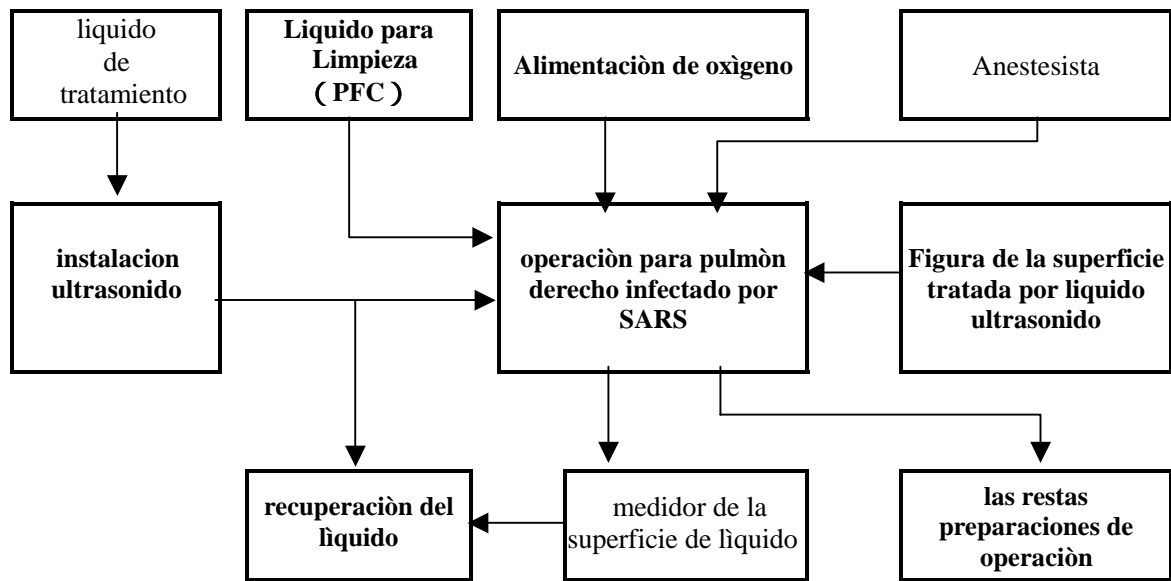 liquido
de
tratamiento
Liquido para
Limpieza
（PFC）
Alimentaciòn de oxìgeno
Anestesista
instalacion
ultrasonido
operaciòn para pulmòn
derecho infectado por
SARS
Figura de la superficie
tratada por liquido
ultrasonido
recuperaciòn del
lìquido
medidor de la
superficie de lìquido
las restas
preparaciones de
operaciòn